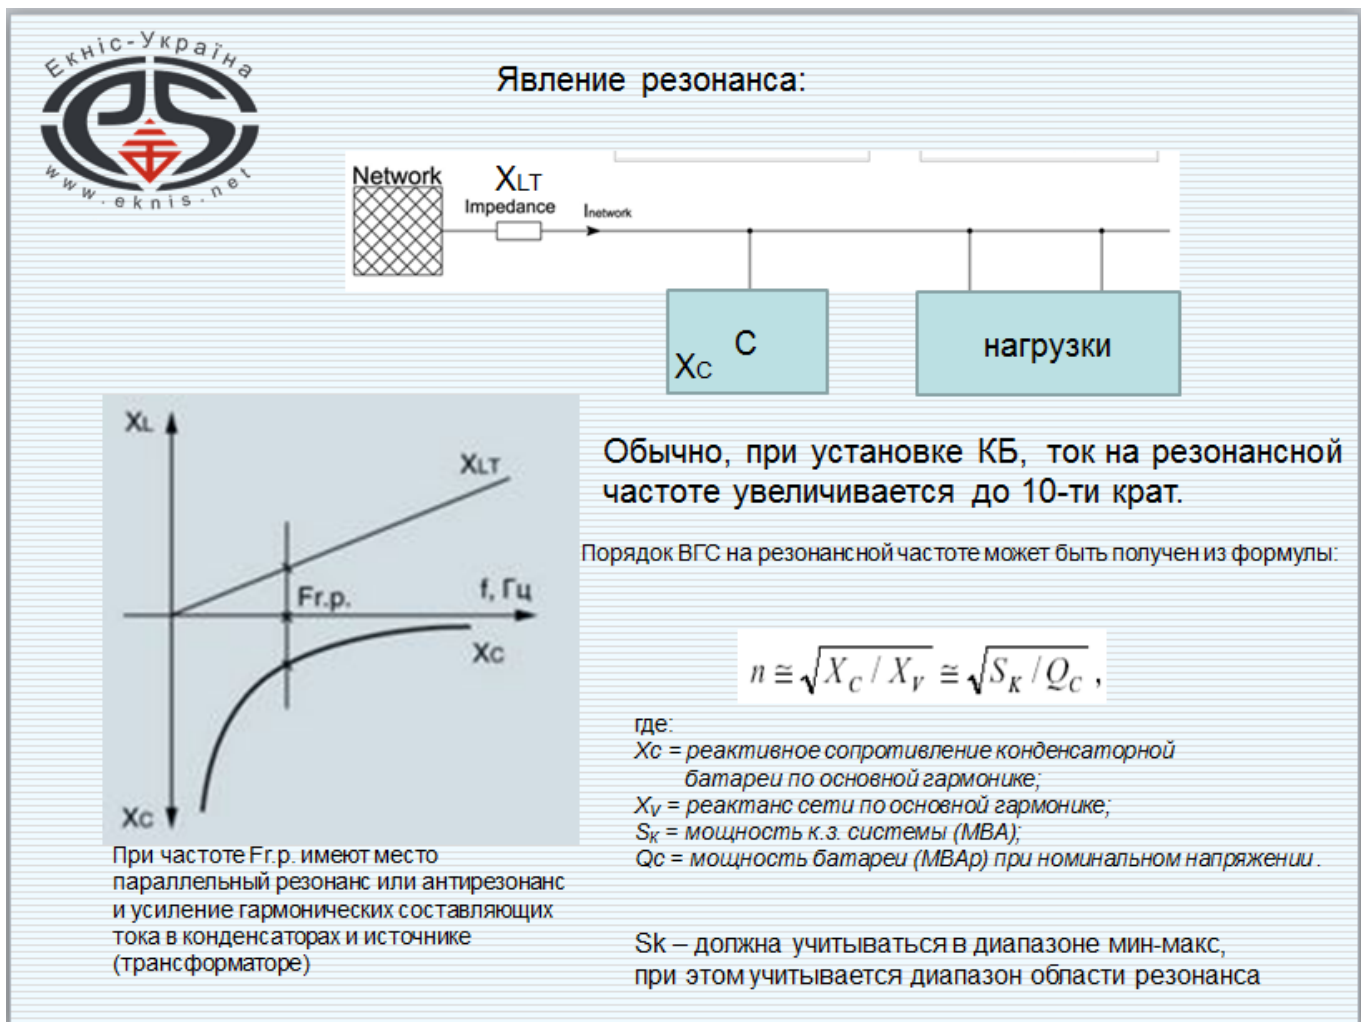 Екніс-Україна
www.eknis.net
Явление резонанса:
Network
XLT
Impedance
Inetwork
C
XC
нагрузки
XL
XLT
Fr.p.
f, Гц
XC
XC
При частоте Fr.p. имеют место
параллельный резонанс или антирезонанс
и усиление гармонических составляющих
тока в конденсаторах и источнике
(трансформаторе)
Обычно, при установке КБ, ток на резонансной
частоте увеличивается до 10-ти крат.
Порядок ВГС на резонансной частоте может быть получен из формулы:
n ≅ √(X_C / X_V) ≅ √(S_K / Q_C) ,
где:
Xc = реактивное сопротивление конденсаторной
батареи по основной гармонике;
XV = реактанс сети по основной гармонике;
SK = мощность к.з. системы (МВА);
Qc = мощность батареи (МВАр) при номинальном напряжении .
Sk – должна учитываться в диапазоне мин-макс,
при этом учитывается диапазон области резонанса